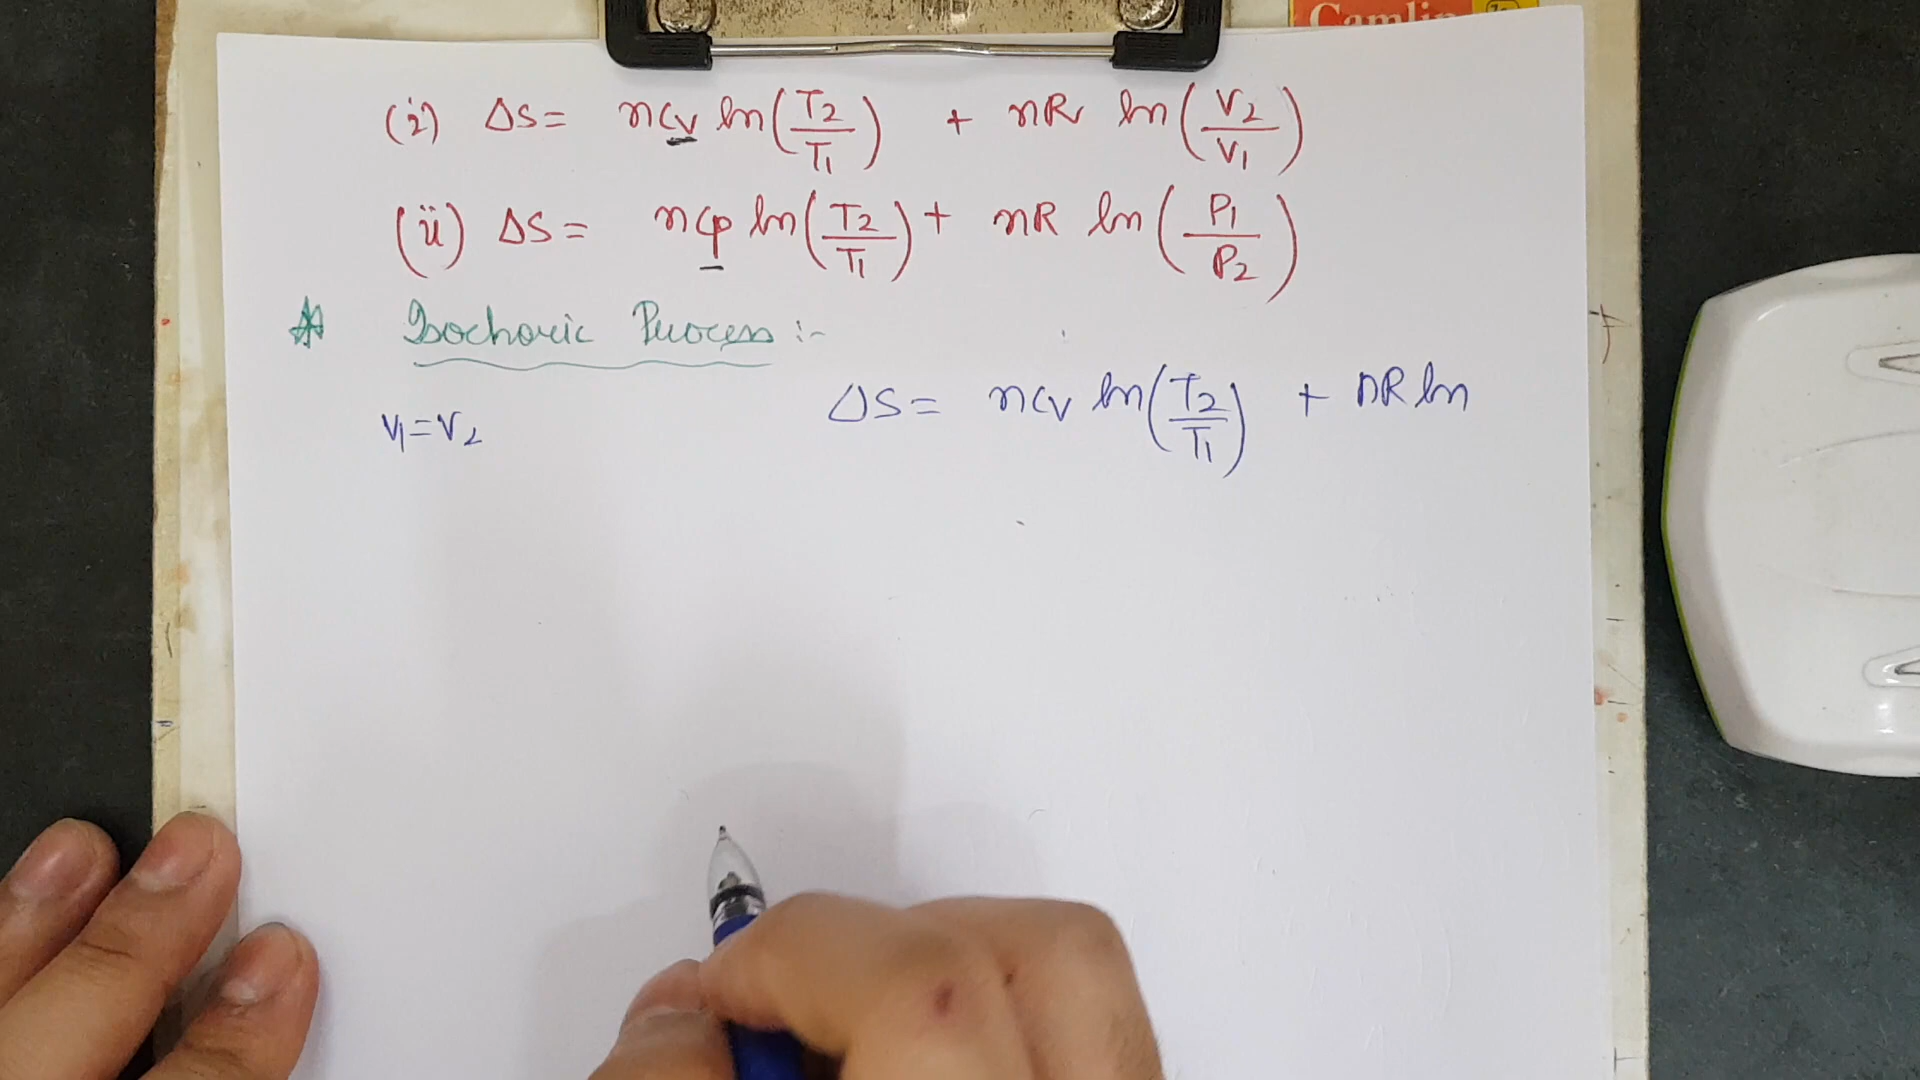 Camlin
(i) ΔS = nCv ln(T2/T1) + nR ln(V2/V1)
(ii) ΔS = nCp ln(T2/T1) + nR ln(P1/P2)
Isochoric Process :-
ΔS = nCv ln(T2/T1) + nR ln
V1 = V2